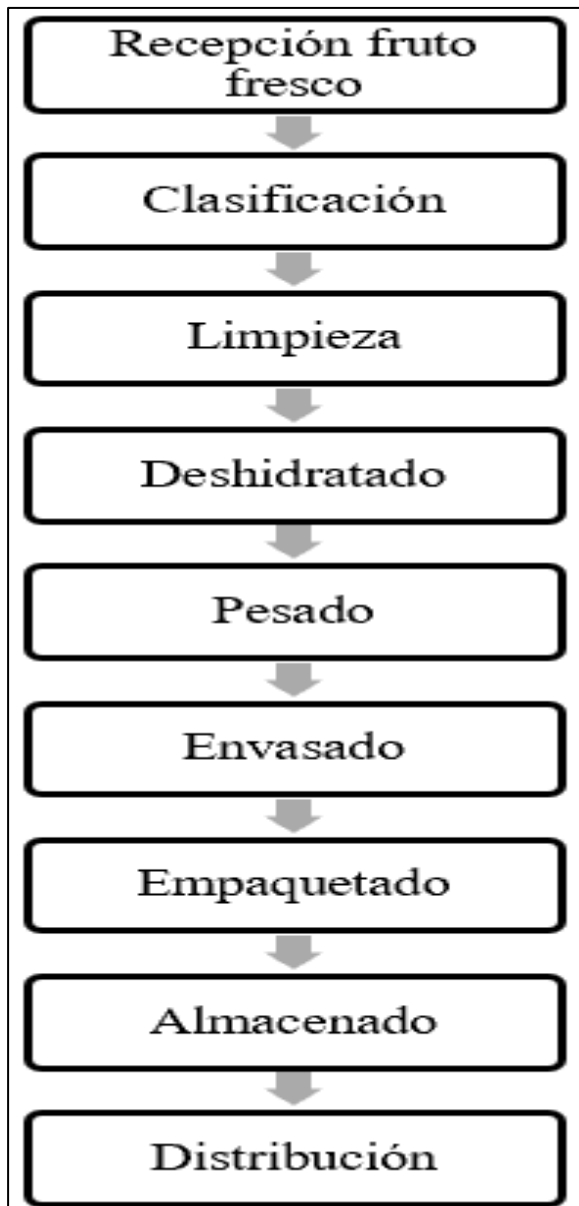 Recepción fruto
fresco
Clasificación
Limpieza
Deshidratado
Pesado
Envasado
Empaquetado
Almacenado
Distribución